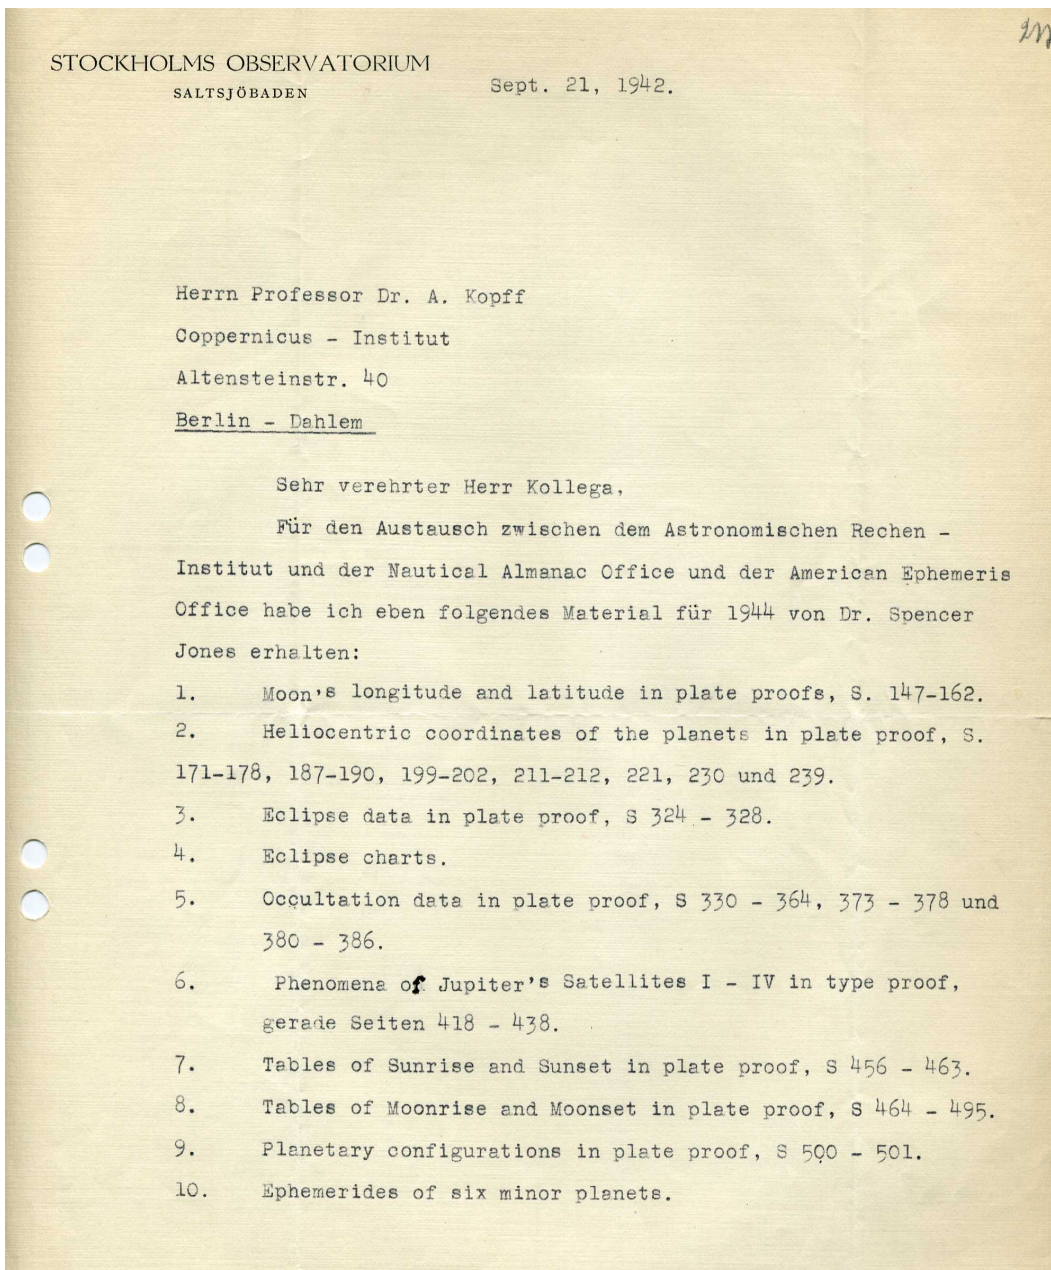 STOCKHOLMS OBSERVATORIUM
SALTSJÖBADEN
Sept. 21, 1942.
Herrn Professor Dr. A. Kopff
Coppernicus - Institut
Altensteinstr. 40
Berlin - Dahlem
Sehr verehrter Herr Kollega,
Für den Austausch zwischen dem Astronomischen Rechen -
Institut und der Nautical Almanac Office und der American Ephemeris
Office habe ich eben folgendes Material für 1944 von Dr. Spencer
Jones erhalten:
1. Moon's longitude and latitude in plate proofs, S. 147-162.
2. Heliocentric coordinates of the planets in plate proof, S.
171-178, 187-190, 199-202, 211-212, 221, 230 und 239.
3. Eclipse data in plate proof, S 324 - 328.
4. Eclipse charts.
5. Occultation data in plate proof, S 330 - 364, 373 - 378 und
380 - 386.
6. Phenomena of Jupiter's Satellites I - IV in type proof,
gerade Seiten 418 - 438.
7. Tables of Sunrise and Sunset in plate proof, S 456 - 463.
8. Tables of Moonrise and Moonset in plate proof, S 464 - 495.
9. Planetary configurations in plate proof, S 500 - 501.
10. Ephemerides of six minor planets.